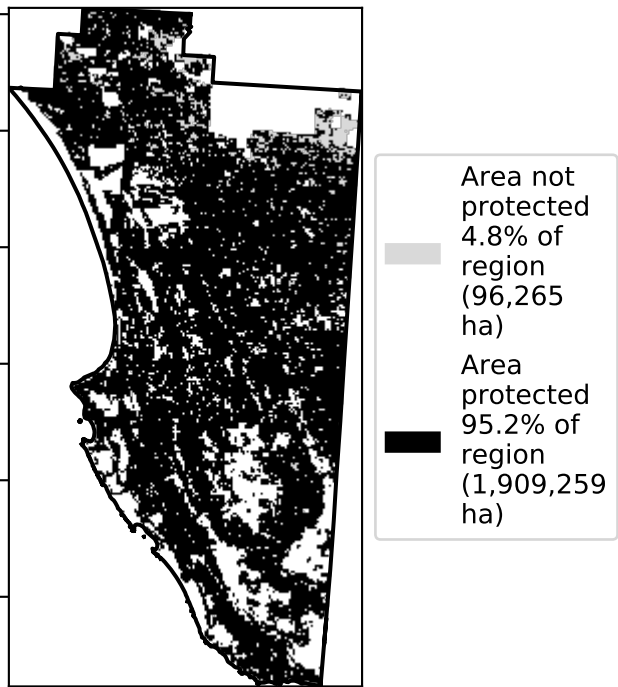 Area not
protected
4.8% of
region
(96,265
ha)
Area
protected
95.2% of
region
(1,909,259
ha)